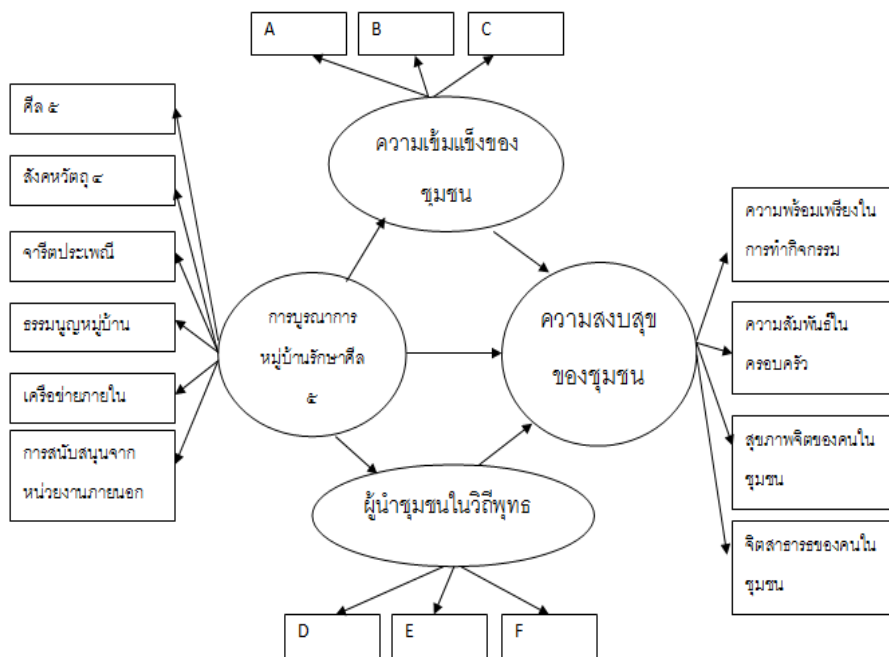 A
B
C
ศีล ๕
สังคหวัตถุ ๔
จารีตประเพณี
ธรรมนูญหมู่บ้าน
เครือข่ายภายใน
การสนับสนุนจาก
หน่วยงานภายนอก
ความเข้มแข็งของ
ชุมชน
การบูรณาการ
หมู่บ้านรักษาศีล
๕
ความสงบสุข
ของชุมชน
ผู้นำชุมชนในวิถีพุทธ
ความพร้อมเพรียงใน
การทำกิจกรรม
ความสัมพันธ์ใน
ครอบครัว
สุขภาพจิตของคนใน
ชุมชน
จิตสาธารธของคนใน
ชุมชน
D
E
F